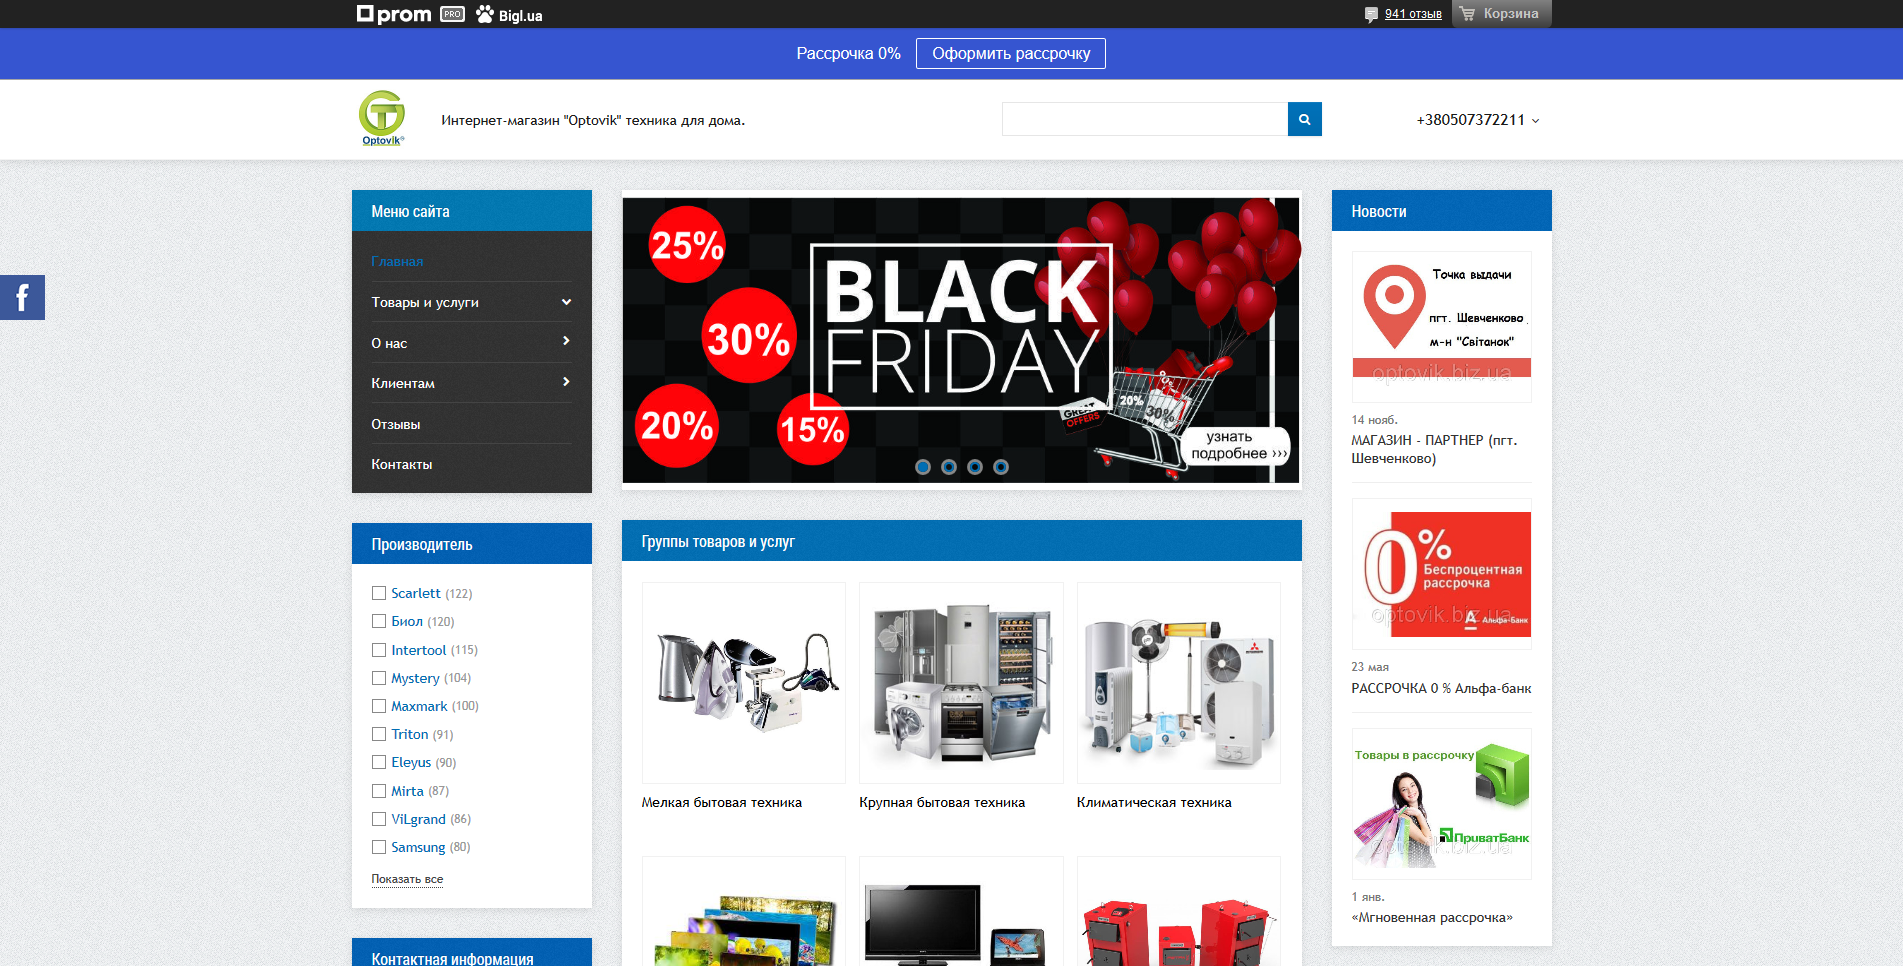 prom PRO Bigl.ua
941 отзыв
Корзина
Рассрочка 0% Оформить рассрочку
Optovik®
Интернет-магазин "Optovik" техника для дома.
+380507372211
Меню сайта
Главная
Товары и услуги
О нас
Клиентам
Отзывы
Контакты
Производитель
Scarlett (122)
Биол (120)
Intertool (115)
Mystery (104)
Maxmark (100)
Triton (91)
Eleyus (90)
Mirta (87)
ViLgrand (86)
Samsung (80)
Показать все
Контактная информация
25%
30%
20%
15%
BLACK
FRIDAY
GREAT
OFFERS
20%
30%
узнать
подробнее ›››
Группы товаров и услуг
Мелкая бытовая техника
Крупная бытовая техника
Климатическая техника
Новости
Точка выдачи
пгт. Шевченково
м-н "Світанок"
optovik.biz.ua
14 нояб.
МАГАЗИН - ПАРТНЕР (пгт.
Шевченково)
0%
Беспроцентная
рассрочка
optovik.biz.ua
Альфа-Банк
23 мая
РАССРОЧКА 0 % Альфа-банк
Товары в рассрочку
ПриватБанк
optovik.biz.ua
1 янв.
«Мгновенная рассрочка»